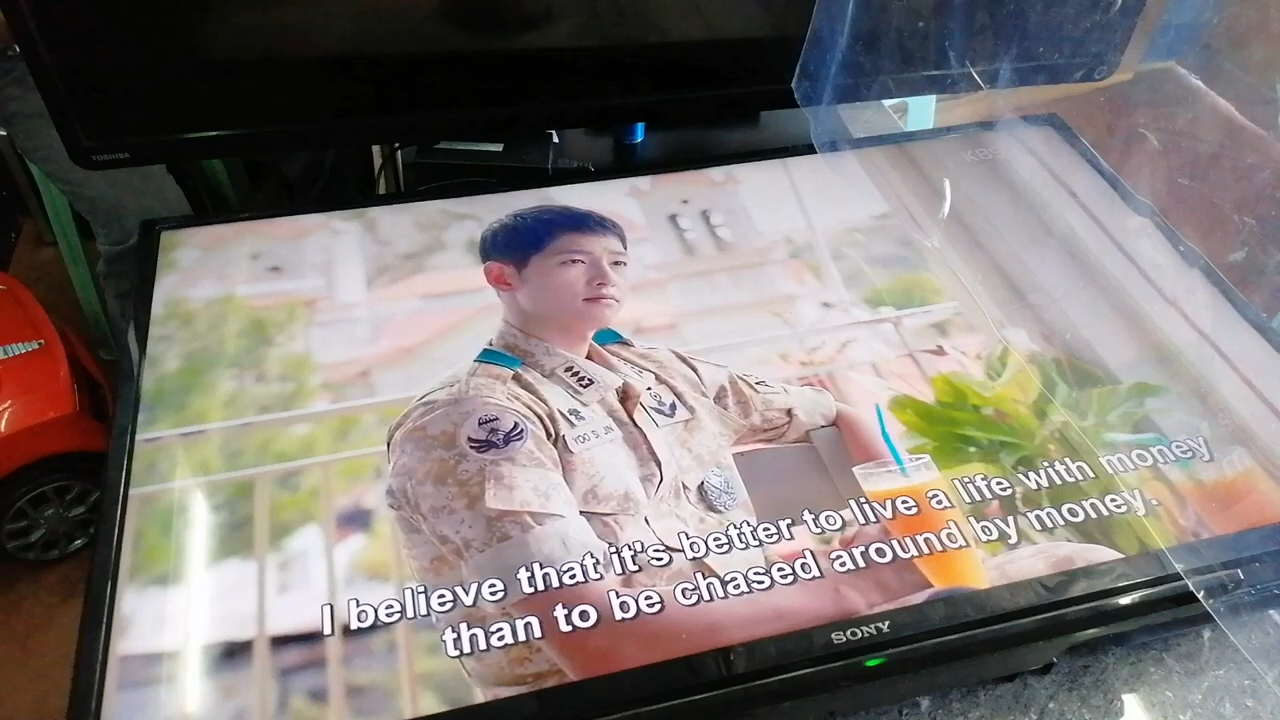 TOSHIBA
KBS
YOO SI JIN
I believe that it's better to live a life with money
than to be chased around by money.
SONY